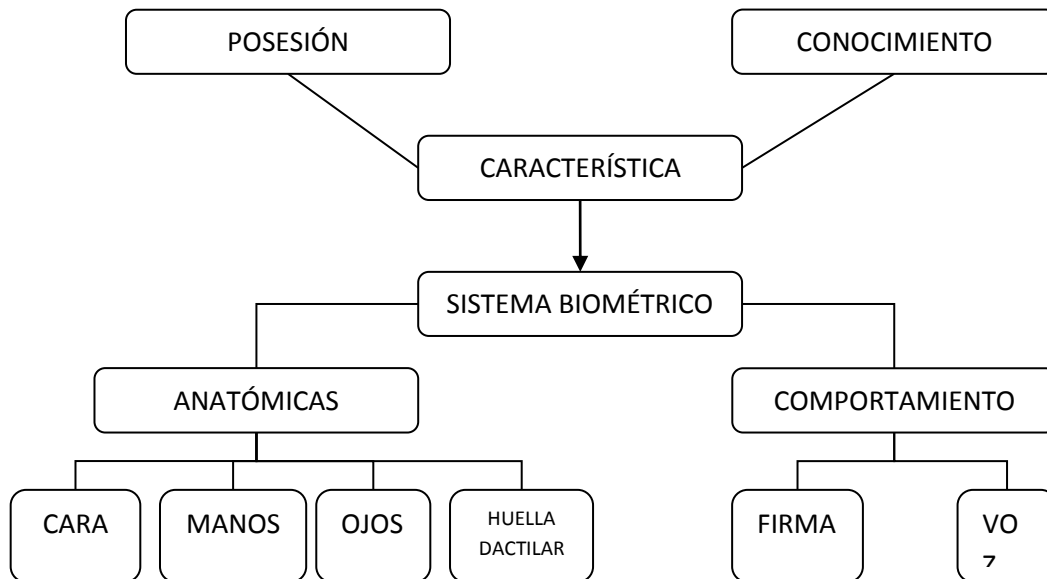 POSESIÓN
CONOCIMIENTO
CARACTERÍSTICA
SISTEMA BIOMÉTRICO
ANATÓMICAS
COMPORTAMIENTO
CARA
MANOS
OJOS
HUELLA
DACTILAR
FIRMA
VO
Z